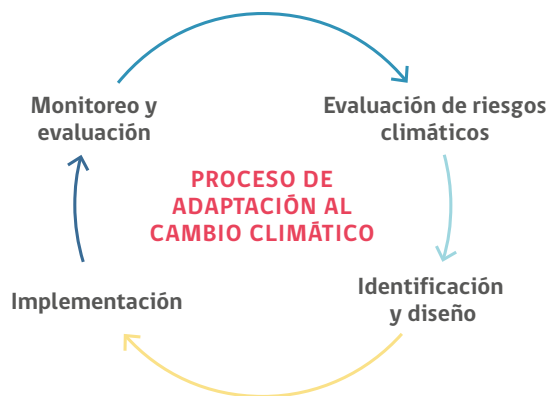 Monitoreo y
evaluación
Evaluación de riesgos
climáticos
PROCESO DE
ADAPTACIÓN AL
CAMBIO CLIMÁTICO
Implementación
Identificación
y diseño